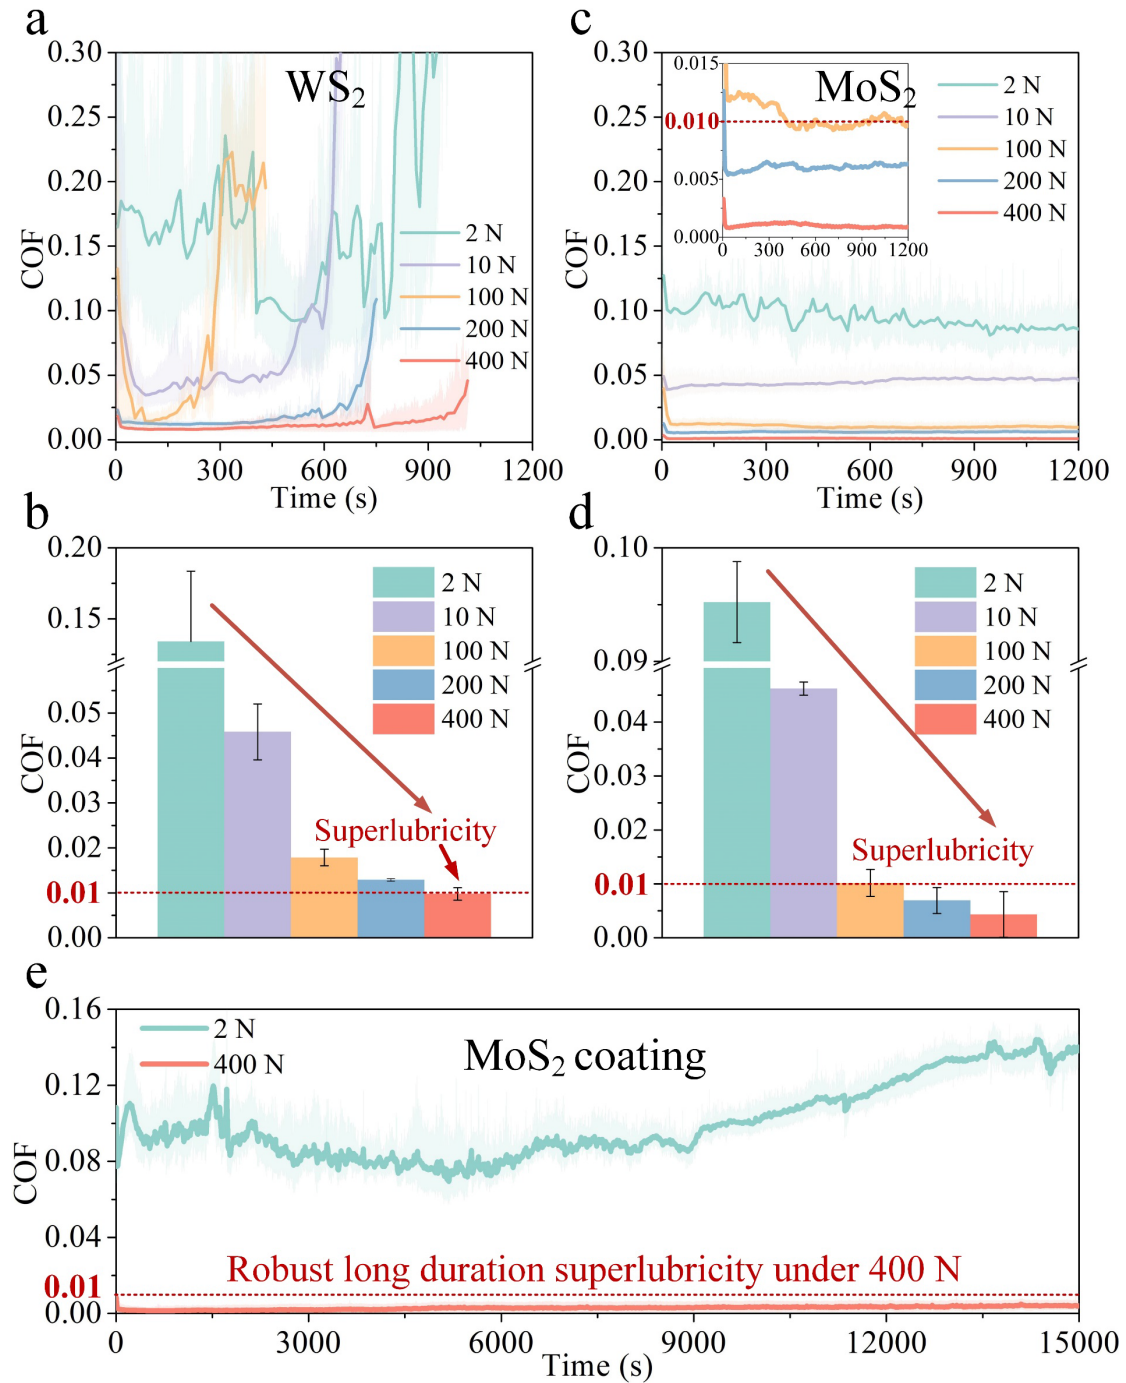 a
WS2
COF
0.30
0.25
0.20
0.15
0.10
0.05
0.00
2 N
10 N
100 N
200 N
400 N
0 300 600 900 1200
Time (s)
c
MoS2
COF
0.30
0.25
0.20
0.15
0.10
0.05
0.00
0.015
0.010
0.005
0.000
0 300 600 900 1200
2 N
10 N
100 N
200 N
400 N
0 300 600 900 1200
Time (s)
b
COF
0.20
0.15
0.05
0.04
0.03
0.02
0.01
0.00
2 N
10 N
100 N
200 N
400 N
Superlubricity
d
COF
0.10
0.09
0.04
0.03
0.02
0.01
0.00
2 N
10 N
100 N
200 N
400 N
Superlubricity
e
COF
0.16
0.12
0.08
0.04
0.01
0.00
2 N
400 N
MoS2 coating
Robust long duration superlubricity under 400 N
0 3000 6000 9000 12000 15000
Time (s)